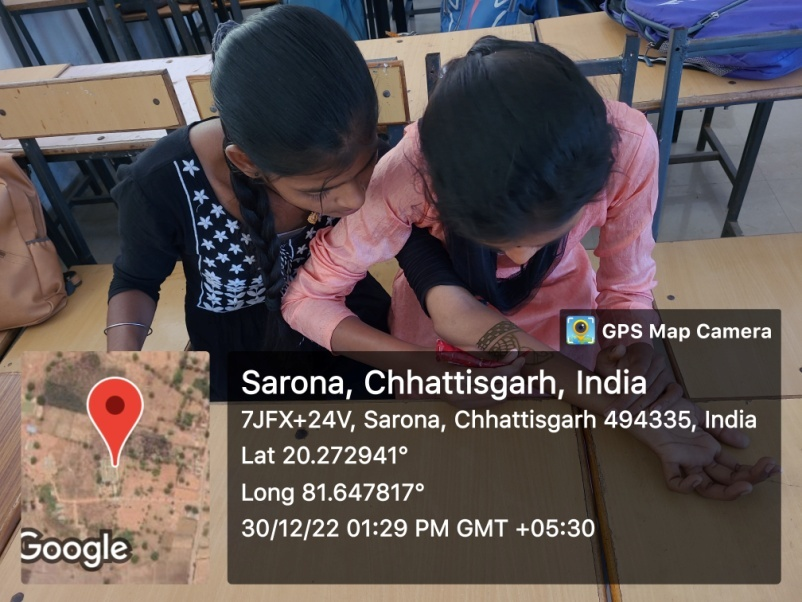 GPS Map Camera
Sarona, Chhattisgarh, India
7JFX+24V, Sarona, Chhattisgarh 494335, India
Lat 20.272941°
Long 81.647817°
30/12/22 01:29 PM GMT +05:30
Google